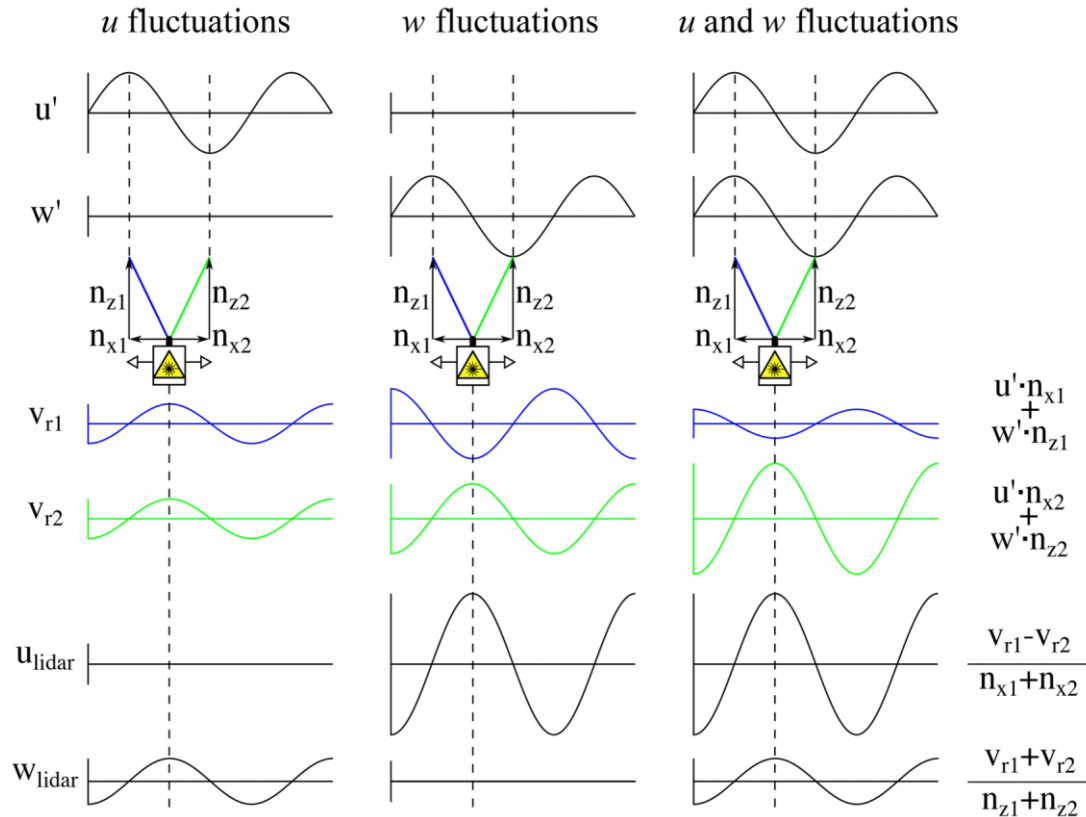 u fluctuations w fluctuations u and w fluctuations
u'
w'
n_z1 n_z2 n_z1 n_z2 n_z1 n_z2
n_x1 n_x2 n_x1 n_x2 n_x1 n_x2
v_r1
u'·n_x1
+
w'·n_z1
v_r2
u'·n_x2
+
w'·n_z2
u_lidar
v_r1-v_r2
n_x1+n_x2
w_lidar
v_r1+v_r2
n_z1+n_z2